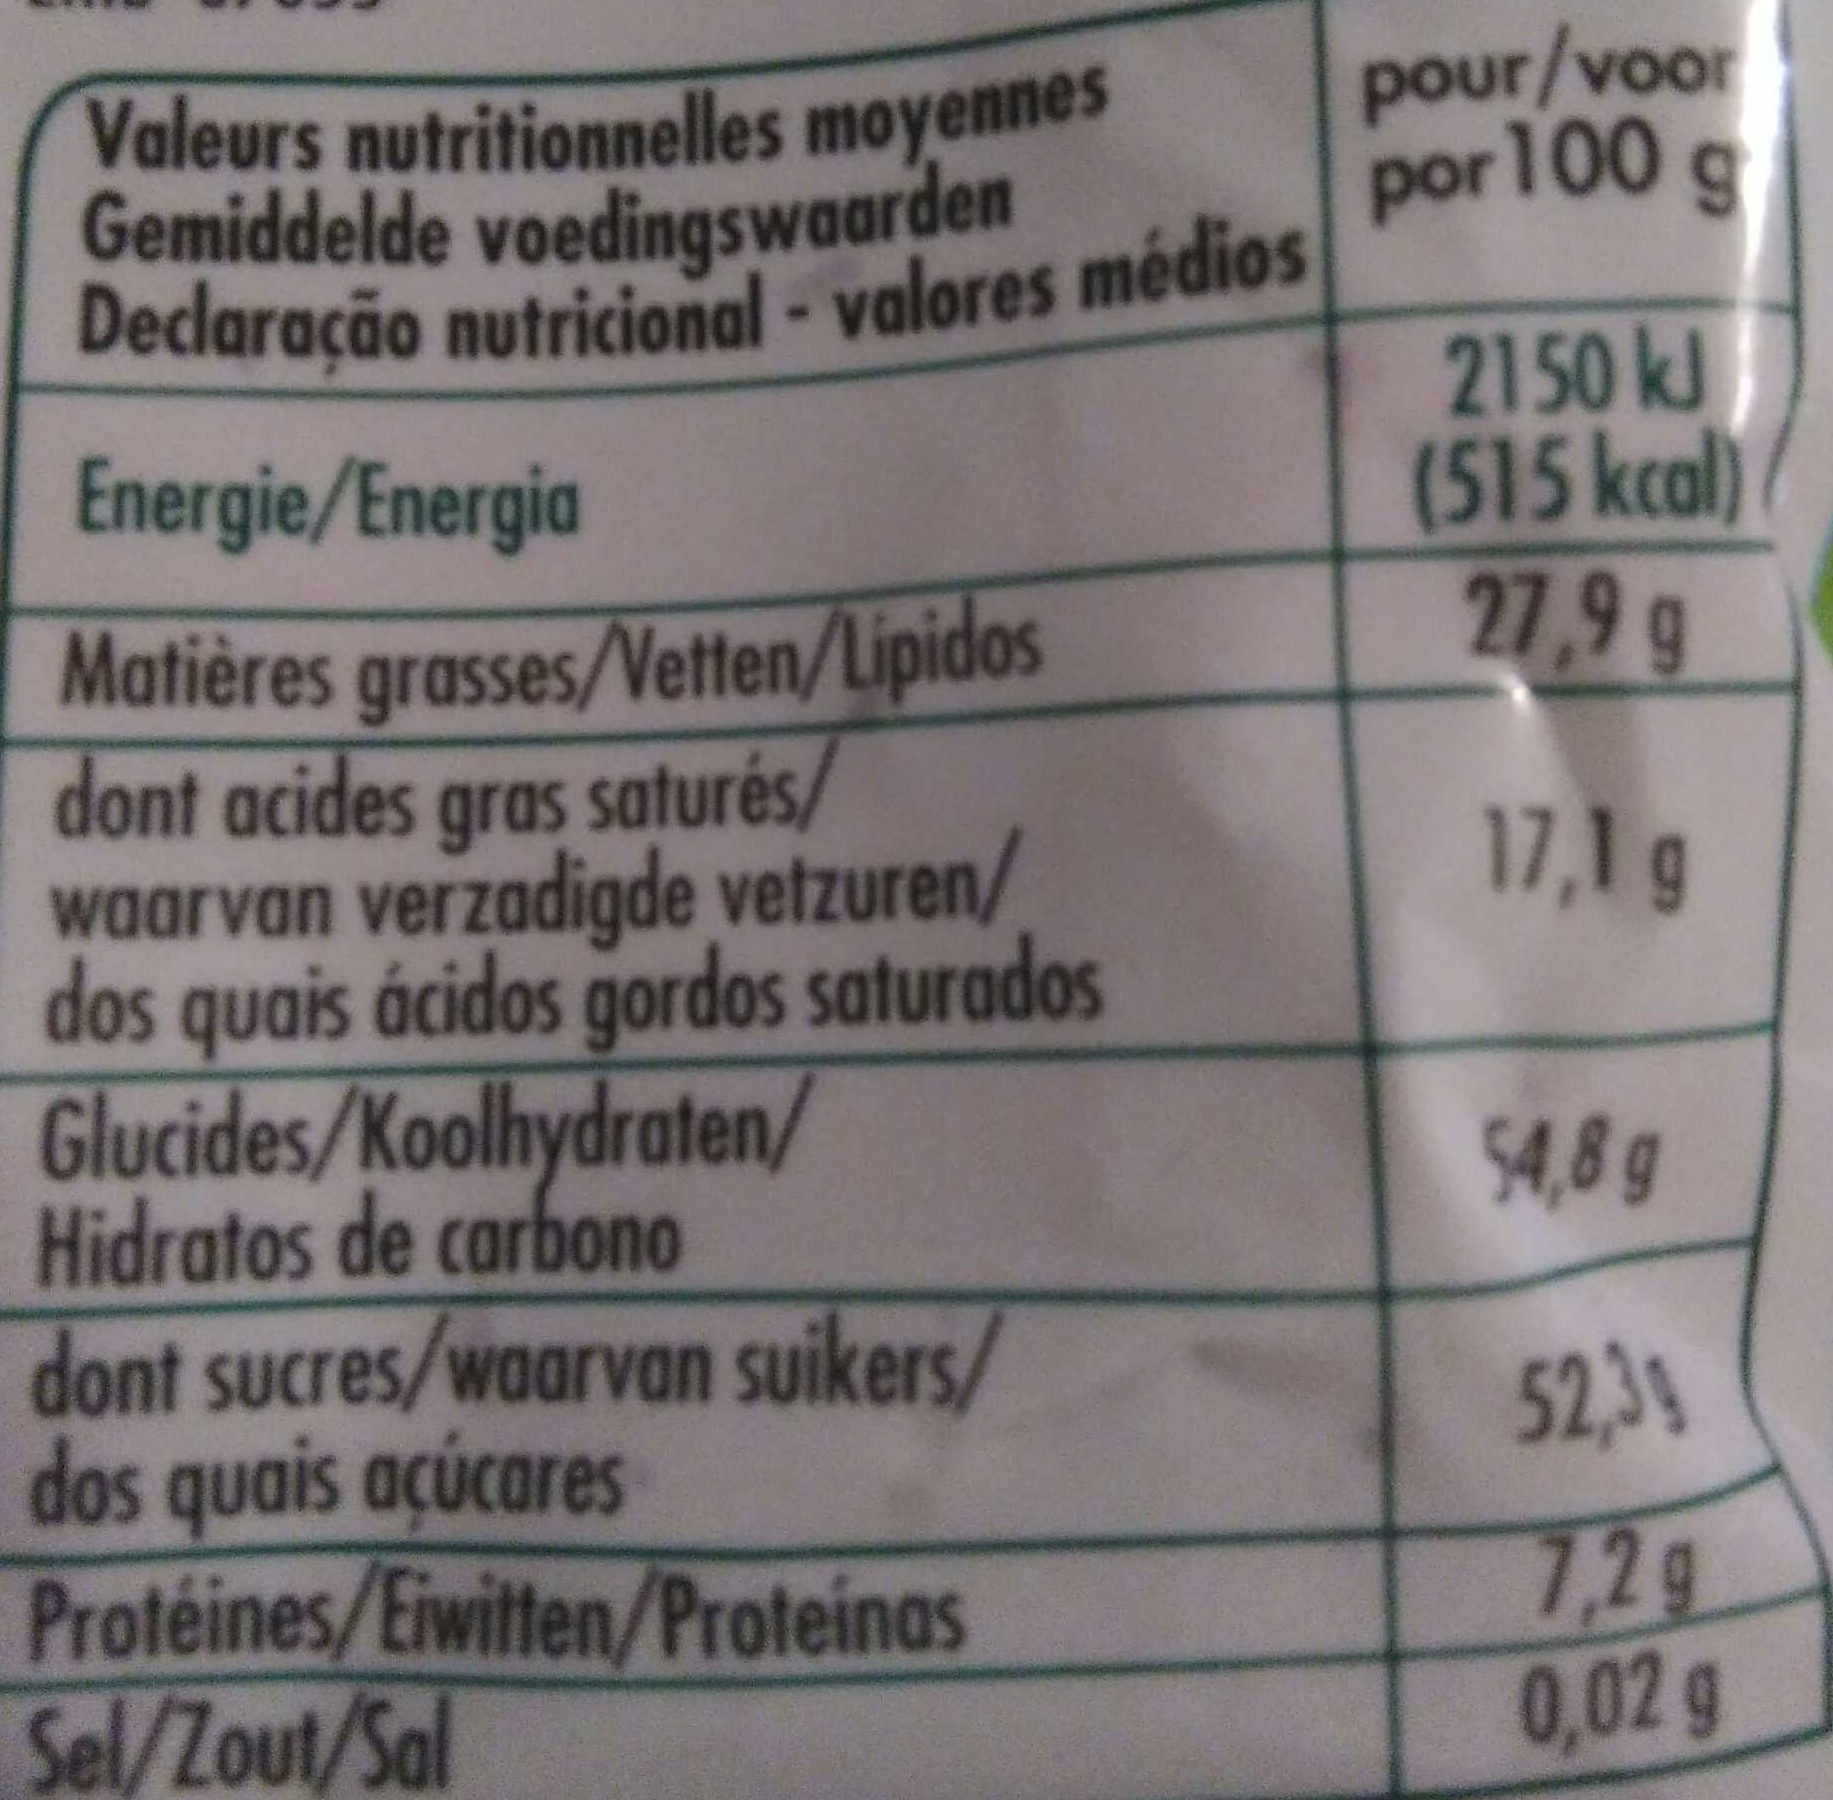 Valeurs nutritionnelles moyennes
Gemiddelde voedingswaarden
Declaração nutricional - valores médios
pour/voor
por 100 g
Energie/Energia
2150 kJ
(515 kcal)
Matières grasses/Vetten/Lípidos
27,9 g
dont acides gras saturés/
waarvan verzadigde vetzuren/
dos quais ácidos gordos saturados
17,1 g
Glucides/Koolhydraten/
Hidratos de carbono
54,8 g
dont sucres/waarvan suikers/
dos quais açúcares
52,3g
Protéines/Eiwitten/Proteínas
7,2 g
Sel/Zout/Sal
0,02 g